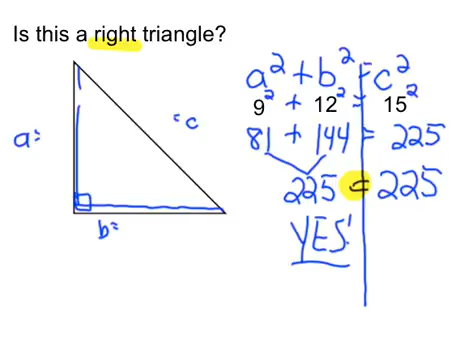 Is this a right triangle?
a² + b² = c²
9² + 12² = 15²
a=
= c
81 + 144 = 225
225 = 225
b=
YES!